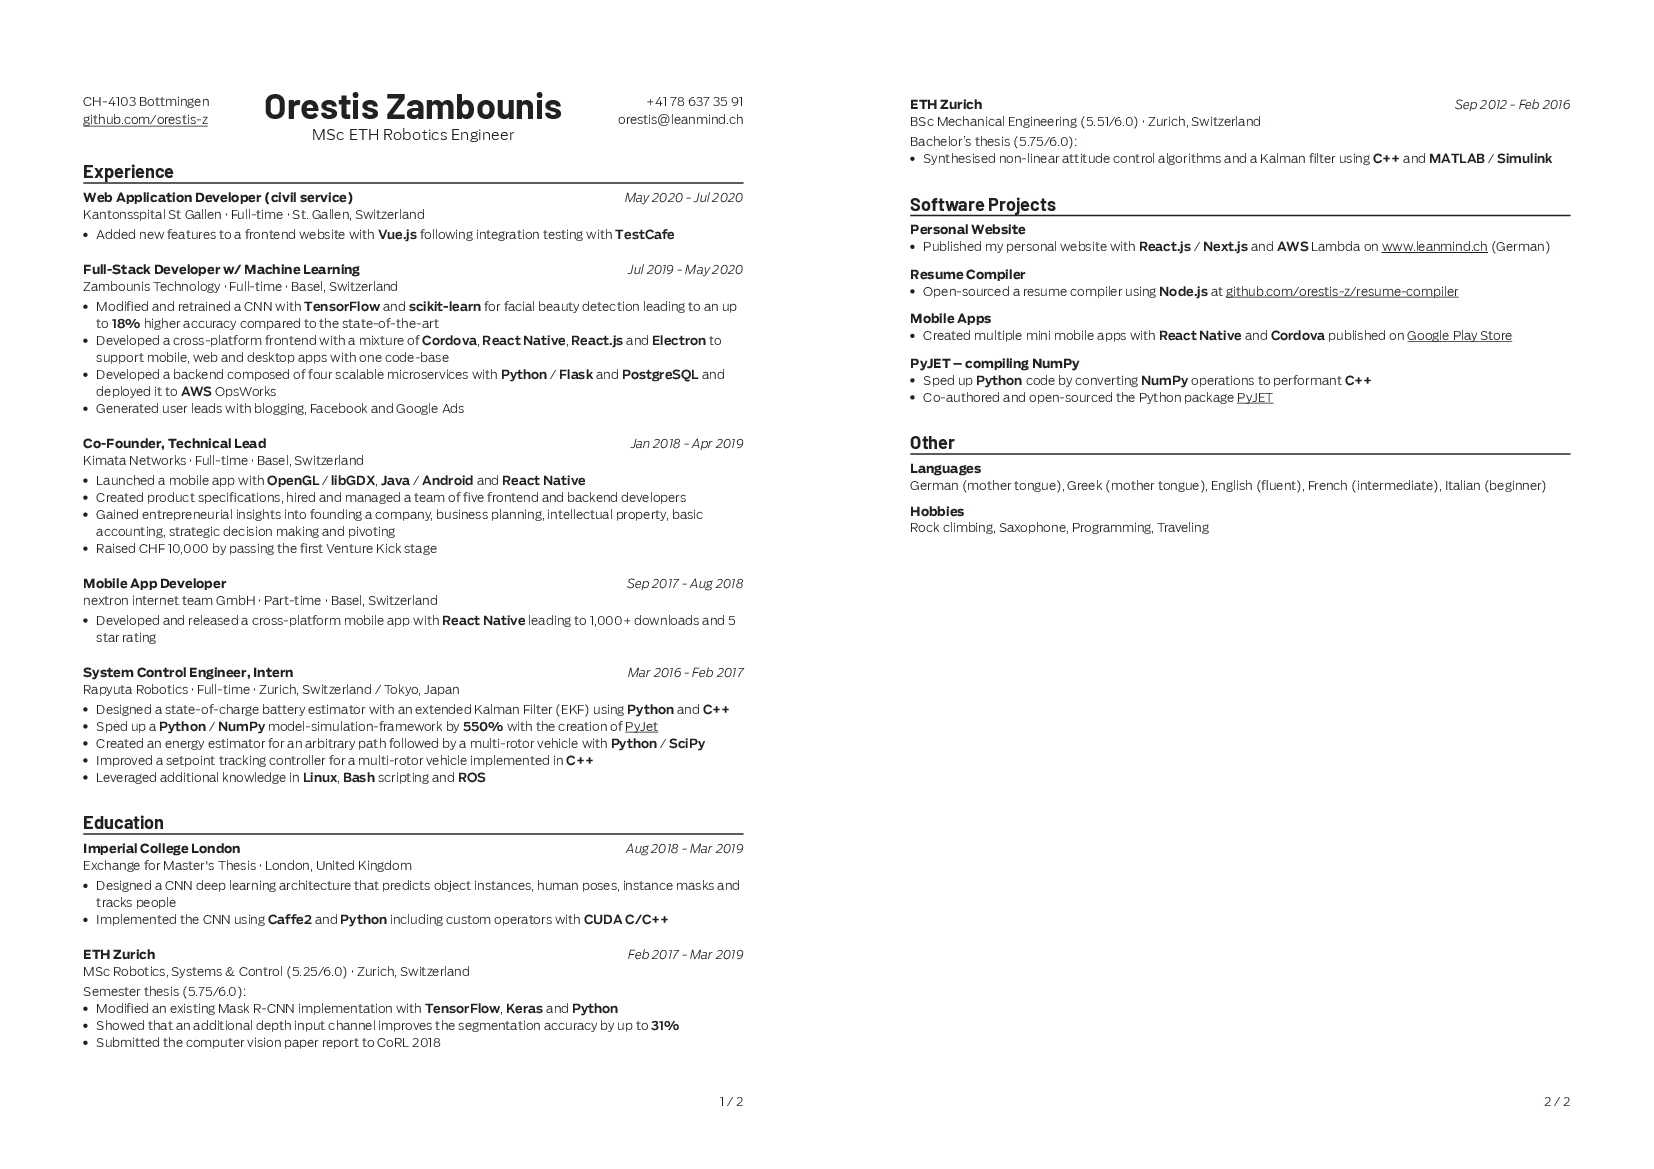 CH-4103 Bottmingen
github.com/orestis-z
Orestis Zambounis
MSc ETH Robotics Engineer
+41 78 637 35 91
orestis@leanmind.ch
Experience
Web Application Developer (civil service) May 2020 - Jul 2020
Kantonsspital St Gallen · Full-time · St. Gallen, Switzerland
• Added new features to a frontend website with Vue.js following integration testing with TestCafe
Full-Stack Developer w/ Machine Learning Jul 2019 - May 2020
Zambounis Technology · Full-time · Basel, Switzerland
• Modified and retrained a CNN with TensorFlow and scikit-learn for facial beauty detection leading to an up
to 18% higher accuracy compared to the state-of-the-art
• Developed a cross-platform frontend with a mixture of Cordova, React Native, React.js and Electron to
support mobile, web and desktop apps with one code-base
• Developed a backend composed of four scalable microservices with Python / Flask and PostgreSQL and
deployed it to AWS OpsWorks
• Generated user leads with blogging, Facebook and Google Ads
Co-Founder, Technical Lead Jan 2018 - Apr 2019
Kimata Networks · Full-time · Basel, Switzerland
• Launched a mobile app with OpenGL / libGDX, Java / Android and React Native
• Created product specifications, hired and managed a team of five frontend and backend developers
• Gained entrepreneurial insights into founding a company, business planning, intellectual property, basic
accounting, strategic decision making and pivoting
• Raised CHF 10,000 by passing the first Venture Kick stage
Mobile App Developer Sep 2017 - Aug 2018
nextron internet team GmbH · Part-time · Basel, Switzerland
• Developed and released a cross-platform mobile app with React Native leading to 1,000+ downloads and 5
star rating
System Control Engineer, Intern Mar 2016 - Feb 2017
Rapyuta Robotics · Full-time · Zurich, Switzerland / Tokyo, Japan
• Designed a state-of-charge battery estimator with an extended Kalman Filter (EKF) using Python and C++
• Sped up a Python / NumPy model-simulation-framework by 550% with the creation of PyJet
• Created an energy estimator for an arbitrary path followed by a multi-rotor vehicle with Python / SciPy
• Improved a setpoint tracking controller for a multi-rotor vehicle implemented in C++
• Leveraged additional knowledge in Linux, Bash scripting and ROS
Education
Imperial College London Aug 2018 - Mar 2019
Exchange for Master's Thesis · London, United Kingdom
• Designed a CNN deep learning architecture that predicts object instances, human poses, instance masks and
tracks people
• Implemented the CNN using Caffe2 and Python including custom operators with CUDA C/C++
ETH Zurich Feb 2017 - Mar 2019
MSc Robotics, Systems & Control (5.25/6.0) · Zurich, Switzerland
Semester thesis (5.75/6.0):
• Modified an existing Mask R-CNN implementation with TensorFlow, Keras and Python
• Showed that an additional depth input channel improves the segmentation accuracy by up to 31%
• Submitted the computer vision paper report to CoRL 2018
1 / 2
ETH Zurich Sep 2012 - Feb 2016
BSc Mechanical Engineering (5.51/6.0) · Zurich, Switzerland
Bachelor's thesis (5.75/6.0):
• Synthesised non-linear attitude control algorithms and a Kalman filter using C++ and MATLAB / Simulink
Software Projects
Personal Website
• Published my personal website with React.js / Next.js and AWS Lambda on www.leanmind.ch (German)
Resume Compiler
• Open-sourced a resume compiler using Node.js at github.com/orestis-z/resume-compiler
Mobile Apps
• Created multiple mini mobile apps with React Native and Cordova published on Google Play Store
PyJET – compiling NumPy
• Sped up Python code by converting NumPy operations to performant C++
• Co-authored and open-sourced the Python package PyJET
Other
Languages
German (mother tongue), Greek (mother tongue), English (fluent), French (intermediate), Italian (beginner)
Hobbies
Rock climbing, Saxophone, Programming, Traveling
2 / 2